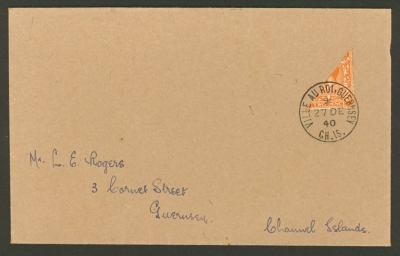 VILLE AU ROI, GUERNSEY
27 DE
40
CH. IS.
Mr. L. E. Rogers.
3 Cornet Street
Guernsey.
Channel Islands.